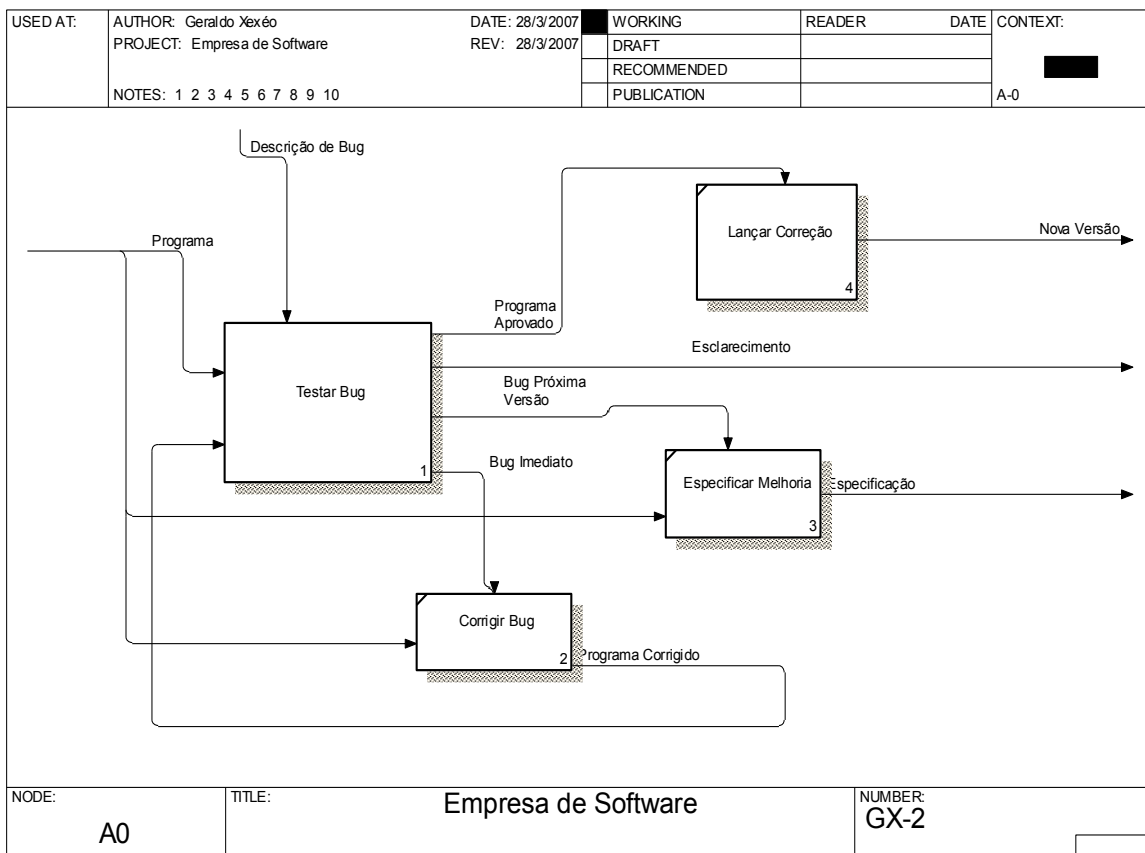 USED AT:
AUTHOR: Geraldo Xexéo
DATE: 28/3/2007
WORKING
READER
DATE
CONTEXT:
PROJECT: Empresa de Software
REV: 28/3/2007
DRAFT
RECOMMENDED
NOTES: 1 2 3 4 5 6 7 8 9 10
PUBLICATION
A-0
Descrição de Bug
Programa
Lançar Correção
4
Nova Versão
Programa
Aprovado
Esclarecimento
Testar Bug
1
Bug Próxima
Versão
Bug Imediato
Especificar Melhoria
3
Especificação
Corrigir Bug
2
Programa Corrigido
NODE:
A0
TITLE:
Empresa de Software
NUMBER:
GX-2